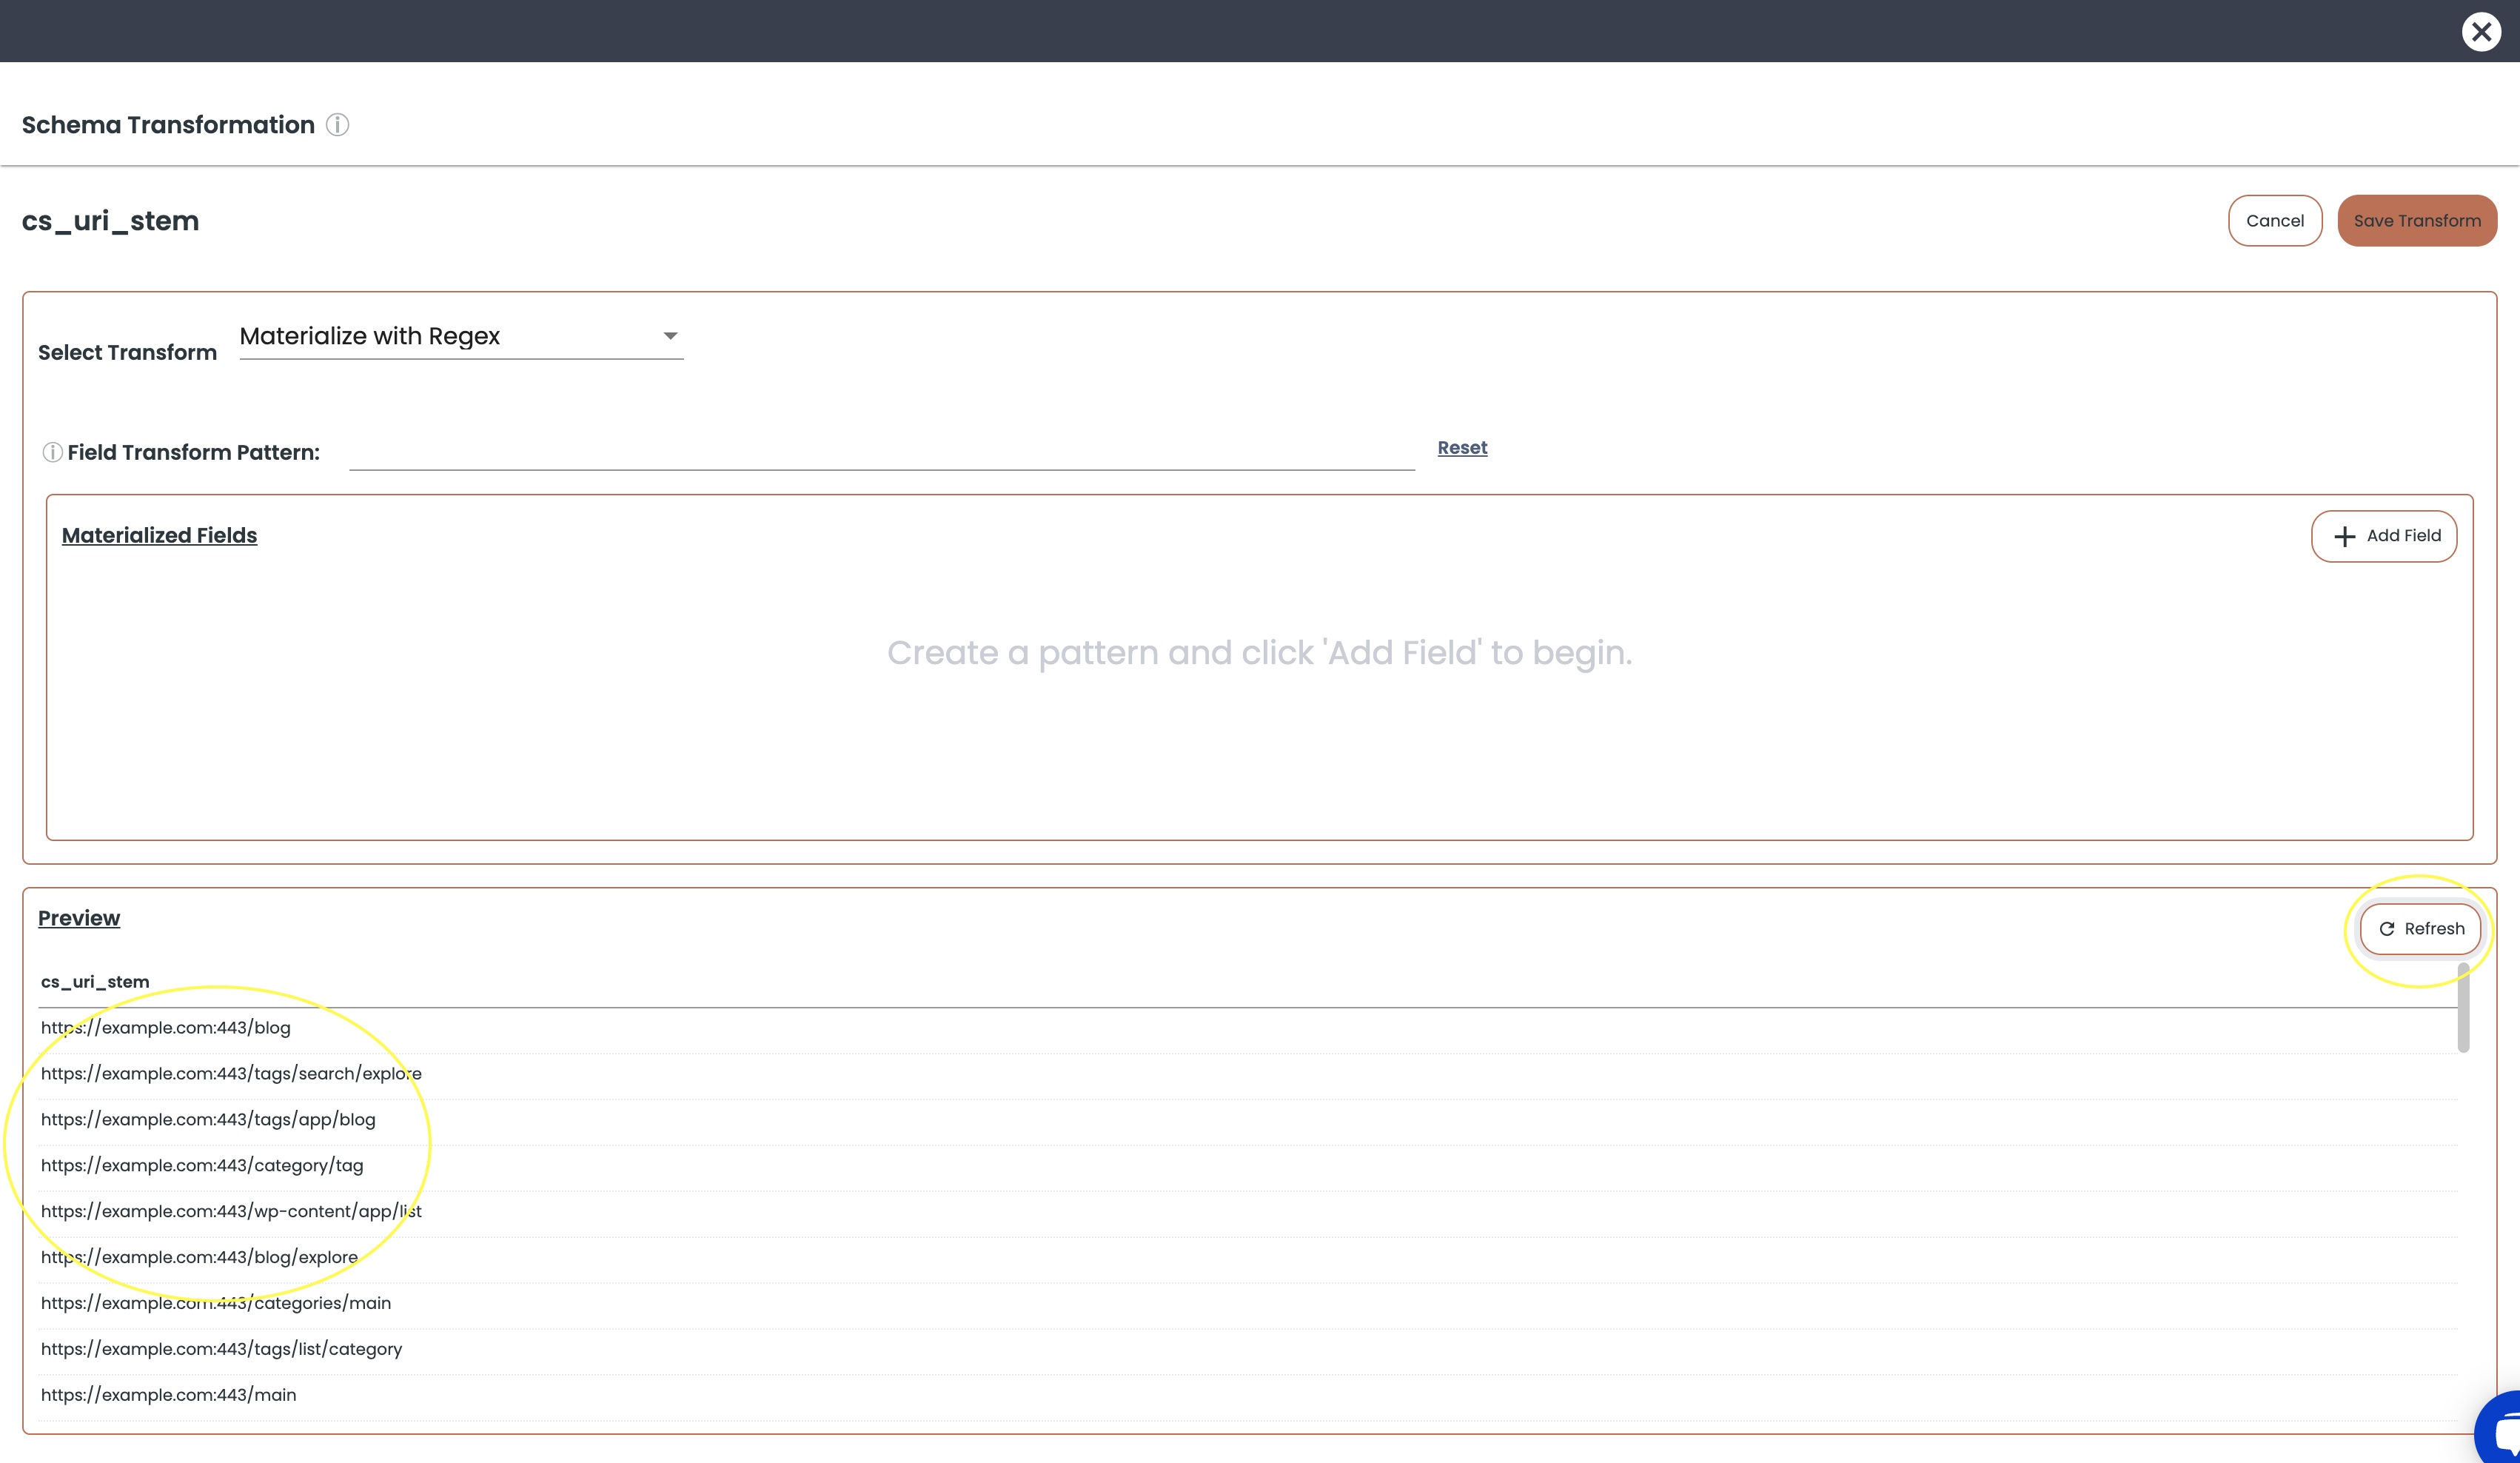 Schema Transformation
cs_uri_stem
Cancel
Save Transform
Select Transform
Materialize with Regex
Field Transform Pattern:
Reset
Materialized Fields
Add Field
Create a pattern and click 'Add Field' to begin.
Preview
Refresh
cs_uri_stem
https://example.com:443/blog
https://example.com:443/tags/search/explore
https://example.com:443/tags/app/blog
https://example.com:443/category/tag
https://example.com:443/wp-content/app/list
https://example.com:443/blog/explore
https://example.com:443/categories/main
https://example.com:443/tags/list/category
https://example.com:443/main